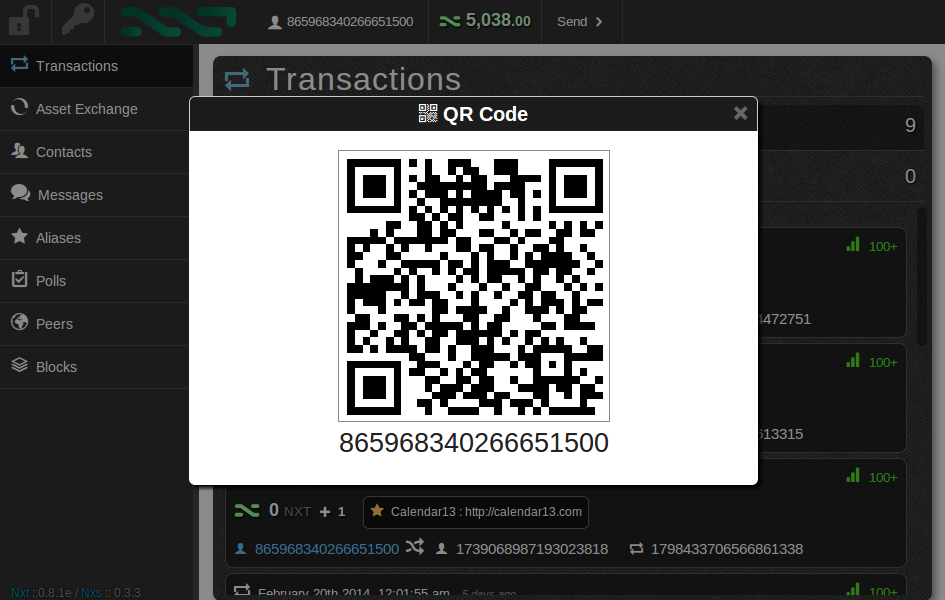 865968340266651500
5,038.00
Send
Transactions
Asset Exchange
Contacts
Messages
Aliases
Polls
Peers
Blocks
Nxt ::0.8.1e / Nxs :: 0.3.3
Transactions
9
0
QR Code
865968340266651500
100+
4472751
100+
613315
100+
0 NXT + 1
Calendar13 : http://calendar13.com
865968340266651500 1739068987193023818 1798433706566861338
February 20th 2014, 12:01:55 am 5 days ago
100+